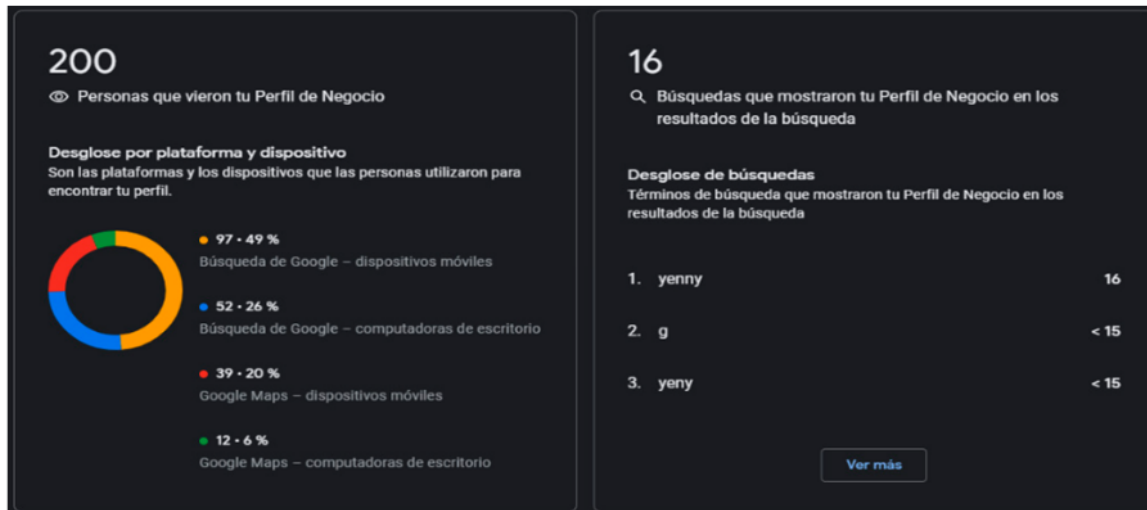 200
Personas que vieron tu Perfil de Negocio
Desglose por plataforma y dispositivo
Son las plataformas y los dispositivos que las personas utilizaron para
encontrar tu perfil.
97 • 49 %
Búsqueda de Google – dispositivos móviles
52 • 26 %
Búsqueda de Google – computadoras de escritorio
39 • 20 %
Google Maps – dispositivos móviles
12 • 6 %
Google Maps – computadoras de escritorio
16
Búsquedas que mostraron tu Perfil de Negocio en los
resultados de la búsqueda
Desglose de búsquedas
Términos de búsqueda que mostraron tu Perfil de Negocio en los
resultados de la búsqueda
1. yenny 16
2. g < 15
3. yeny < 15
Ver más